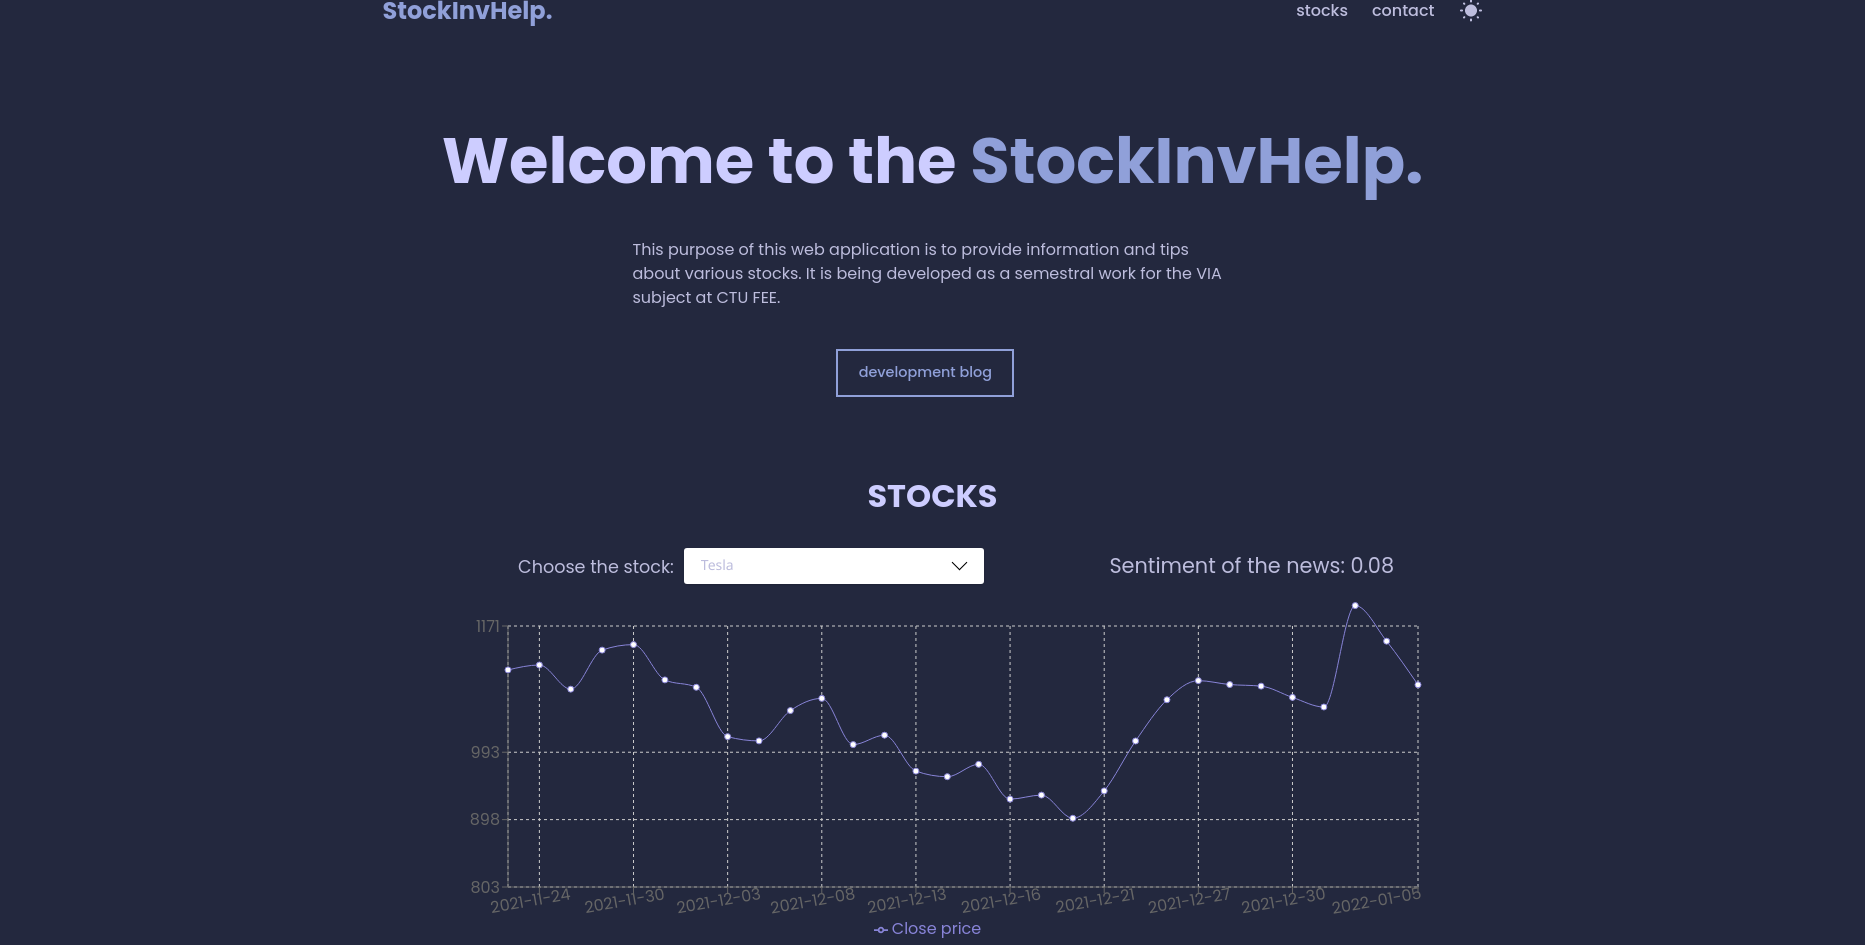 StockInvHelp.
stocks contact
Welcome to the StockInvHelp.
This purpose of this web application is to provide information and tips
about various stocks. It is being developed as a semestral work for the VIA
subject at CTU FEE.
development blog
STOCKS
Choose the stock: Tesla
Sentiment of the news: 0.08
1171
993
898
803
2021-11-24 2021-11-30 2021-12-03 2021-12-08 2021-12-13 2021-12-16 2021-12-21 2021-12-27 2021-12-30 2022-01-05
Close price